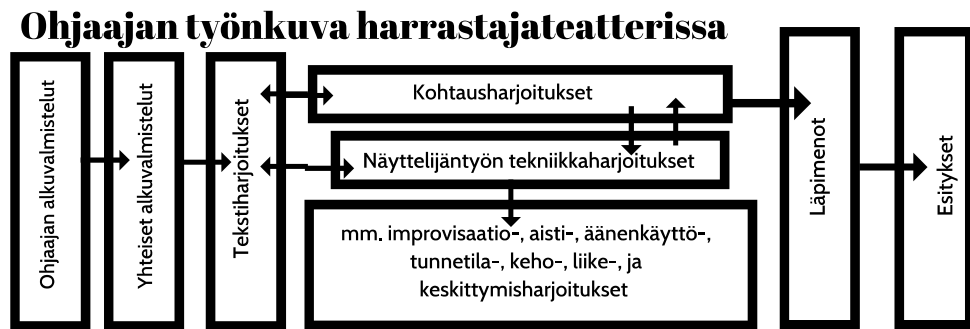 Ohjaajan työnkuva harrastajateatterissa
Ohjaajan alkuvalmistelut
Yhteiset alkuvalmistelut
Tekstiharjoitukset
Kohtausharjoitukset
Näyttelijäntyön tekniikkaharjoitukset
mm. improvisaatio-, aisti-, äänenkäyttö-,
tunnetila-, keho-, liike-, ja
keskittymisharjoitukset
Läpimenot
Esitykset